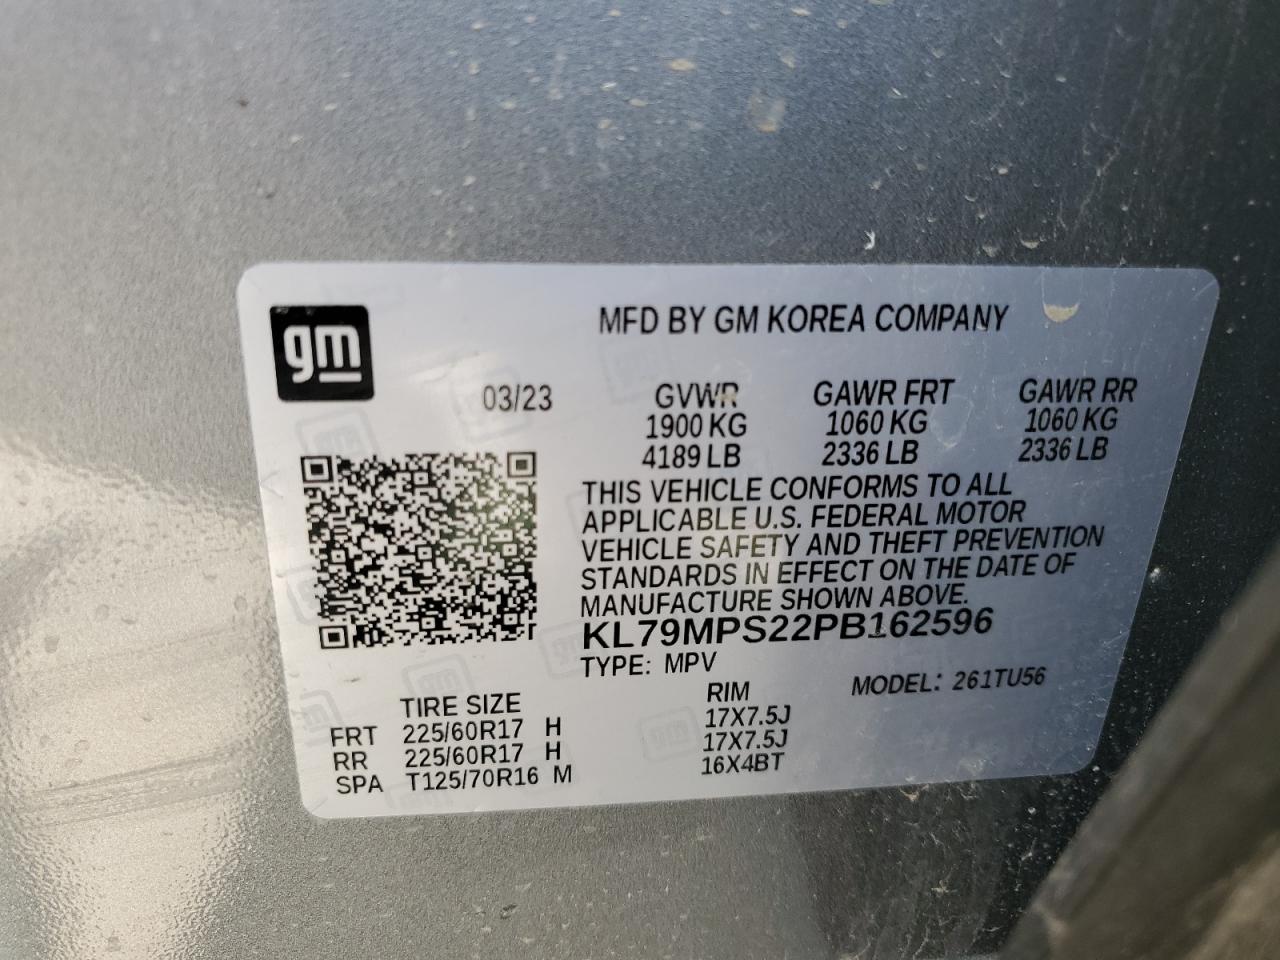 gm
MFD BY GM KOREA COMPANY
03/23 GVWR GAWR FRT GAWR RR
1900 KG 1060 KG 1060 KG
4189 LB 2336 LB 2336 LB
THIS VEHICLE CONFORMS TO ALL
APPLICABLE U.S. FEDERAL MOTOR
VEHICLE SAFETY AND THEFT PREVENTION
STANDARDS IN EFFECT ON THE DATE OF
MANUFACTURE SHOWN ABOVE.
KL79MPS22PB162596
TYPE: MPV MODEL: 261TU56
TIRE SIZE RIM
FRT 225/60R17 H 17X7.5J
RR 225/60R17 H 17X7.5J
SPA T125/70R16 M 16X4BT